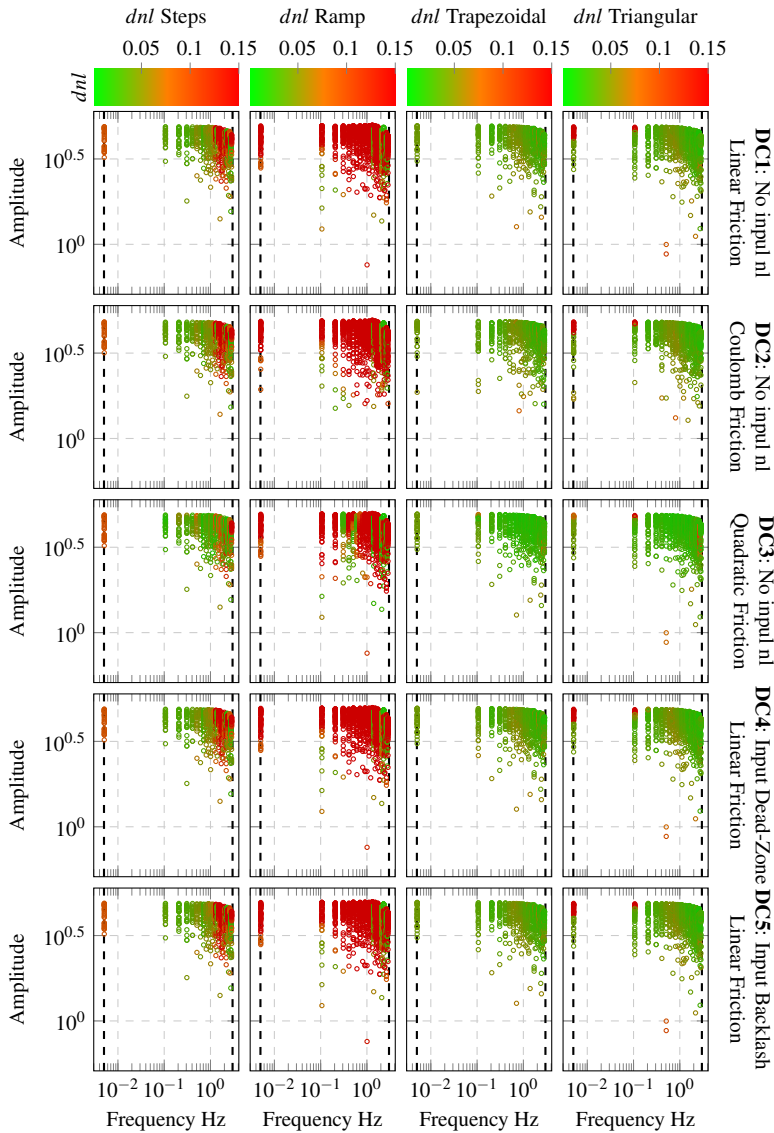 dnl Steps
dnl Ramp
dnl Trapezoidal
dnl Triangular
0.05 0.1 0.15
0.05 0.1 0.15
0.05 0.1 0.15
0.05 0.1 0.15
dnl
Amplitude
10^0.5
10^0
DC1: No inpul nl
Linear Friction
Amplitude
10^0.5
10^0
DC2: No inpul nl
Coulomb Friction
Amplitude
10^0.5
10^0
DC3: No inpul nl
Quadratic Friction
Amplitude
10^0.5
10^0
DC4: Input Dead-Zone
Linear Friction
Amplitude
10^0.5
10^0
DC5: Input Backlash
Linear Friction
10^−2 10^−1 10^0
10^−2 10^−1 10^0
10^−2 10^−1 10^0
10^−2 10^−1 10^0
Frequency Hz
Frequency Hz
Frequency Hz
Frequency Hz